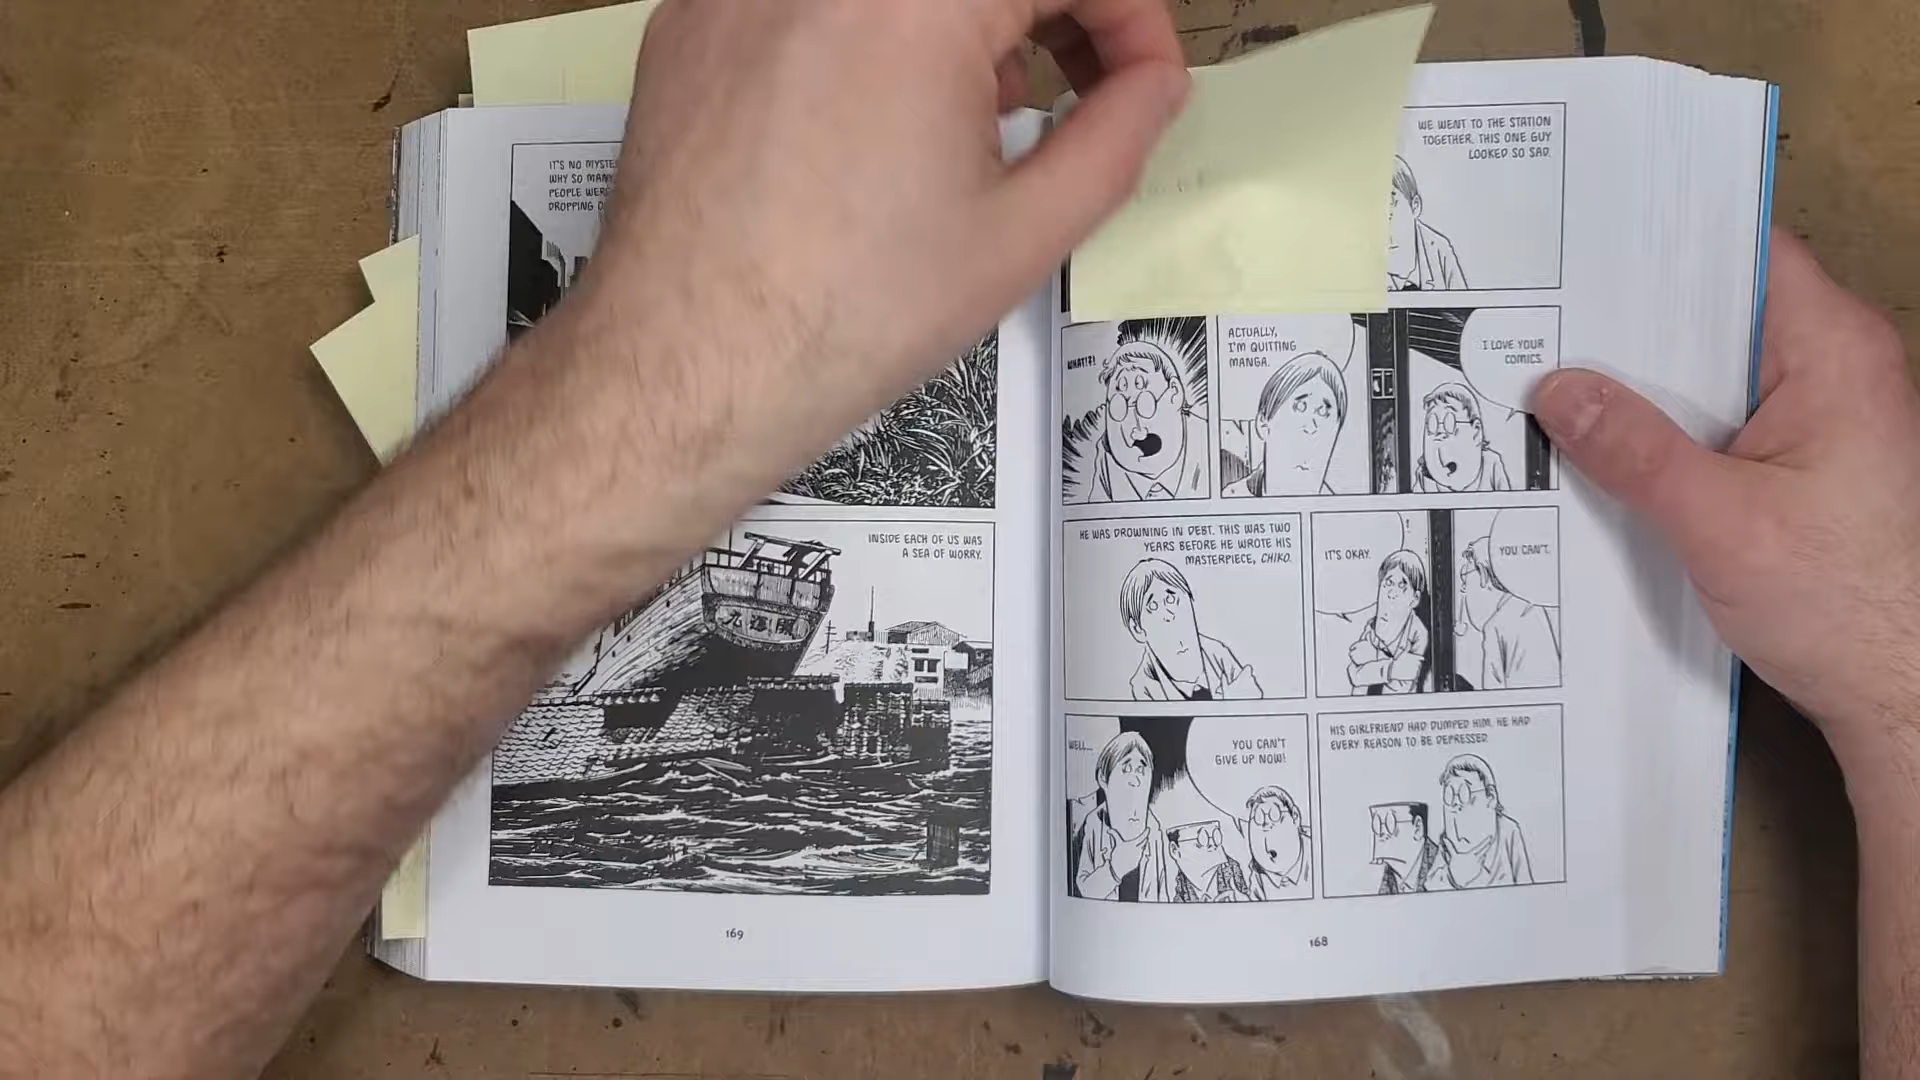 WE WENT TO THE STATION
TOGETHER. THIS ONE GUY
LOOKED SO SAD.
I LOVE YOUR
COMICS.
ACTUALLY,
I'M QUITTING
MANGA.
WHAT!?!
YOU CAN'T.
!
IT'S OKAY.
HE WAS DROWNING IN DEBT. THIS WAS TWO
YEARS BEFORE HE WROTE HIS
MASTERPIECE, CHIKO.
HIS GIRLFRIEND HAD DUMPED HIM. HE HAD
EVERY REASON TO BE DEPRESSED.
YOU CAN'T
GIVE UP NOW!
WELL...
168
IT'S NO
WHY SO MANY
PEOPLE WERE
DROPPING
INSIDE EACH OF US WAS
A SEA OF WORRY.
169